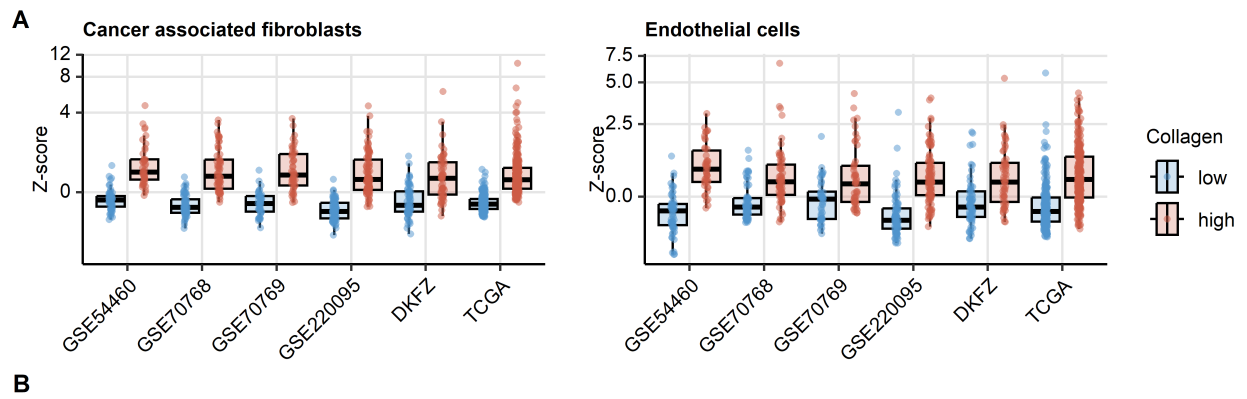 A
Cancer associated fibroblasts
Z-score
12
8
4
0
GSE54460
GSE70768
GSE70769
GSE220095
DKFZ
TCGA
Endothelial cells
Z-score
7.5
5.0
2.5
0.0
GSE54460
GSE70768
GSE70769
GSE220095
DKFZ
TCGA
Collagen
low
high
B